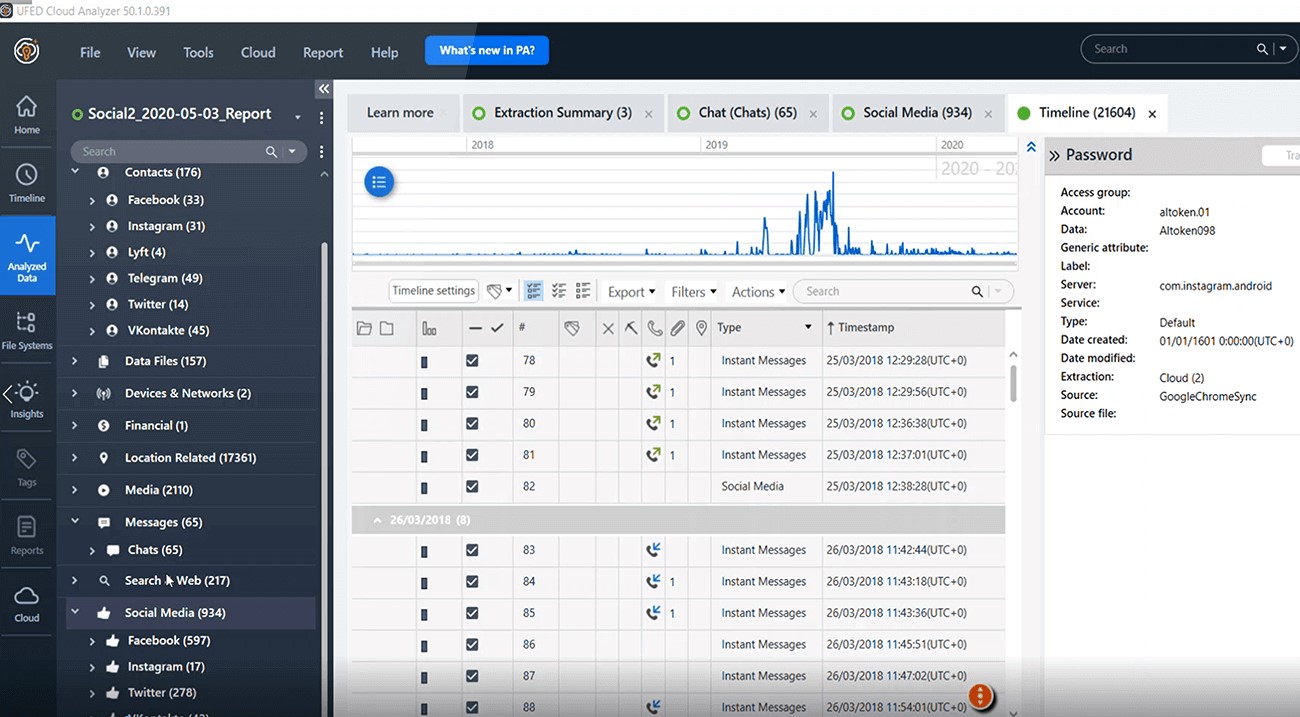 UFED Cloud Analyzer 50.1.0.391
File View Tools Cloud Report Help What's new in PA? Search
Home
Timeline
Analyzed
Data
File Systems
Insights
Tags
Reports
Cloud
Social2_2020-05-03_Report
Search
Contacts (176)
Facebook (33)
Instagram (31)
Lyft (4)
Telegram (49)
Twitter (14)
VKontakte (45)
Data Files (157)
Devices & Networks (2)
Financial (1)
Location Related (17361)
Media (2110)
Messages (65)
Chats (65)
Search & Web (217)
Social Media (934)
Facebook (597)
Instagram (17)
Twitter (278)
Learn more Extraction Summary (3) Chat (Chats) (65) Social Media (934) Timeline (21604)
2018 2019 2020
2020 - 20
Timeline settings Export Filters Actions Search
# Type Timestamp
78 1 Instant Messages 25/03/2018 12:29:28(UTC+0)
79 1 Instant Messages 25/03/2018 12:29:56(UTC+0)
80 1 Instant Messages 25/03/2018 12:36:38(UTC+0)
81 1 Instant Messages 25/03/2018 12:37:01(UTC+0)
82 Social Media 25/03/2018 12:38:28(UTC+0)
26/03/2018 (8)
83 Instant Messages 26/03/2018 11:42:44(UTC+0)
84 1 Instant Messages 26/03/2018 11:43:18(UTC+0)
85 1 Instant Messages 26/03/2018 11:43:36(UTC+0)
86 Instant Messages 26/03/2018 11:45:51(UTC+0)
87 Instant Messages 26/03/2018 11:47:02(UTC+0)
88 Instant Messages 26/03/2018 11:54:01(UTC+0)
Password Tra
Access group:
Account: altoken.01
Data: Altoken098
Generic attribute:
Label:
Server: com.instagram.android
Service:
Type: Default
Date created: 01/01/1601 0:00:00(UTC+0)
Date modified:
Extraction: Cloud (2)
Source: GoogleChromeSync
Source file: